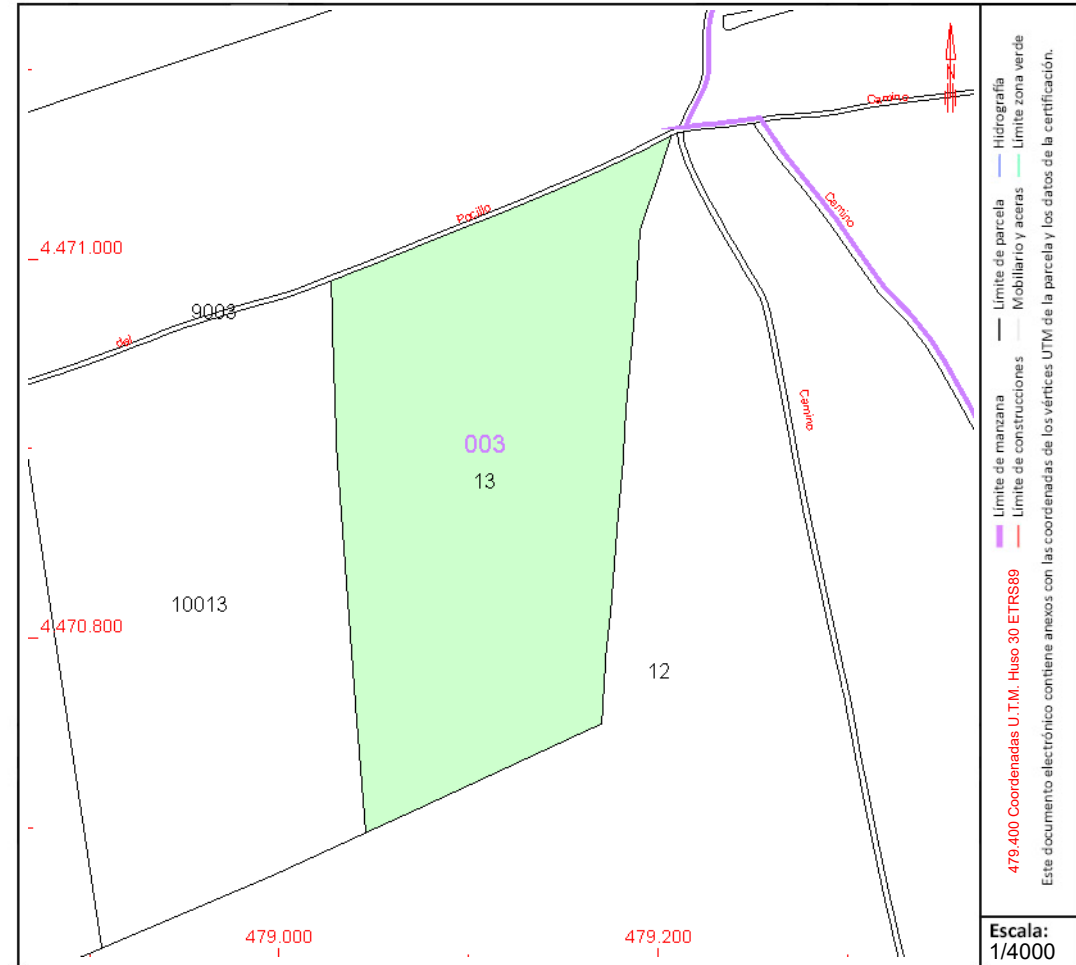 Camino
Pocillo
Camino
4.471.000
9003
del
Camino
003
13
10013
4.470.800
12
479.000
479.200
N
Límite de manzana
Límite de parcela
Hidrografía
Límite de construcciones
Mobiliario y aceras
Límite zona verde
479.400 Coordenadas U.T.M. Huso 30 ETRS89
Este documento electrónico contiene anexos con las coordenadas de los vértices UTM de la parcela y los datos de la certificación.
Escala:
1/4000